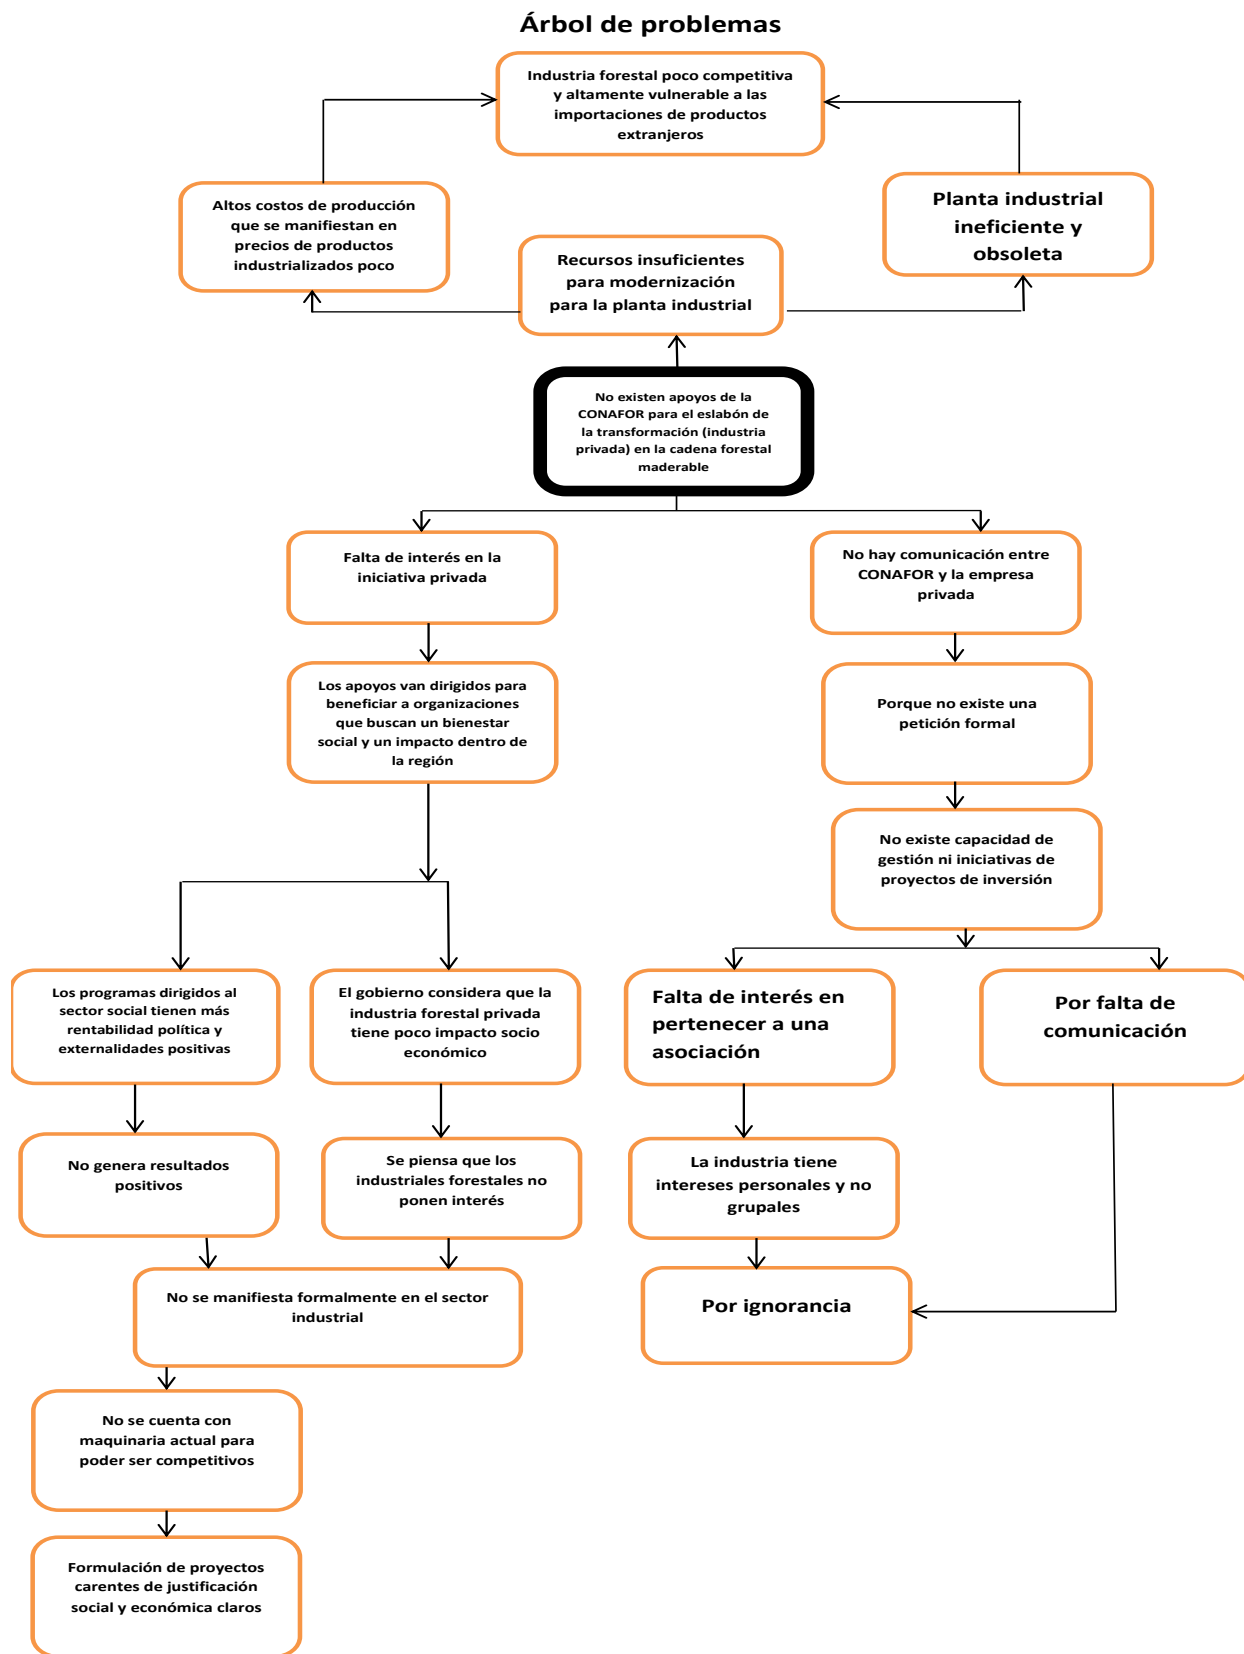 Árbol de problemas
Industria forestal poco competitiva
y altamente vulnerable a las
importaciones de productos
extranjeros
Altos costos de producción
que se manifiestan en
precios de productos
industrializados poco
Planta industrial
ineficiente y
obsoleta
Recursos insuficientes
para modernización
para la planta industrial
No existen apoyos de la
CONAFOR para el eslabón de
la transformación (industria
privada) en la cadena forestal
maderable
Falta de interés en la
iniciativa privada
No hay comunicación entre
CONAFOR y la empresa
privada
Los apoyos van dirigidos para
beneficiar a organizaciones
que buscan un bienestar
social y un impacto dentro de
la región
Porque no existe una
petición formal
No existe capacidad de
gestión ni iniciativas de
proyectos de inversión
Los programas dirigidos al
sector social tienen más
rentabilidad política y
externalidades positivas
El gobierno considera que la
industria forestal privada
tiene poco impacto socio
económico
Falta de interés en
pertenecer a una
asociación
Por falta de
comunicación
No genera resultados
positivos
Se piensa que los
industriales forestales no
ponen interés
La industria tiene
intereses personales y no
grupales
No se manifiesta formalmente en el sector
industrial
Por ignorancia
No se cuenta con
maquinaria actual para
poder ser competitivos
Formulación de proyectos
carentes de justificación
social y económica claros